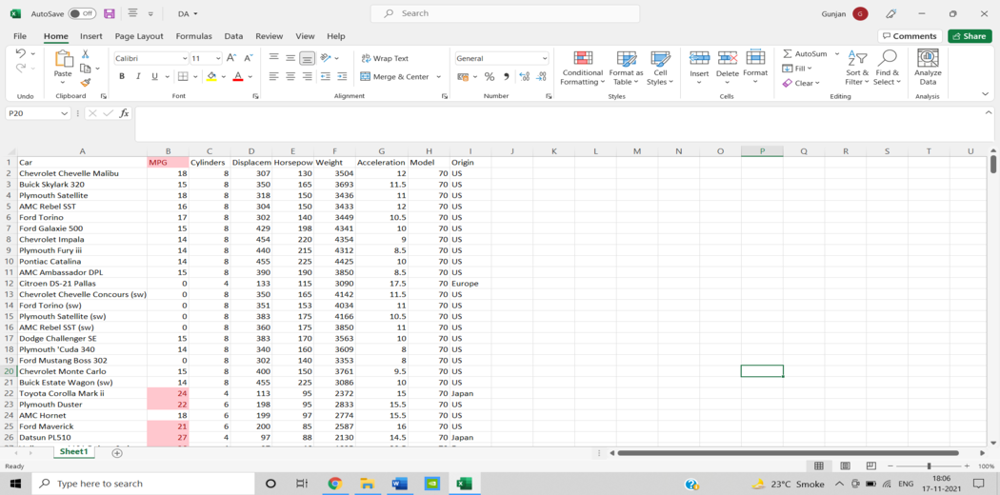 AutoSave Off DA Search Gunjan G
File Home Insert Page Layout Formulas Data Review View Help Comments Share
Calibri 11 A^ A˅ Wrap Text General AutoSum
Paste B I U A Merge & Center % , Conditional Formatting Format as Table Cell Styles Insert Delete Format Fill Clear Sort & Filter Find & Select Analyze Data
Undo Clipboard Font Alignment Number Styles Cells Editing Analysis
P20 fx
A B C D E F G H I J K L M N O P Q R S T U
1 Car MPG Cylinders Displacem Horsepow Weight Acceleration Model Origin
2 Chevrolet Chevelle Malibu 18 8 307 130 3504 12 70 US
3 Buick Skylark 320 15 8 350 165 3693 11.5 70 US
4 Plymouth Satellite 18 8 318 150 3436 11 70 US
5 AMC Rebel SST 16 8 304 150 3433 12 70 US
6 Ford Torino 17 8 302 140 3449 10.5 70 US
7 Ford Galaxie 500 15 8 429 198 4341 10 70 US
8 Chevrolet Impala 14 8 454 220 4354 9 70 US
9 Plymouth Fury iii 14 8 440 215 4312 8.5 70 US
10 Pontiac Catalina 14 8 455 225 4425 10 70 US
11 AMC Ambassador DPL 15 8 390 190 3850 8.5 70 US
12 Citroen DS-21 Pallas 0 4 133 115 3090 17.5 70 Europe
13 Chevrolet Chevelle Concours (sw) 0 8 350 165 4142 11.5 70 US
14 Ford Torino (sw) 0 8 351 153 4034 11 70 US
15 Plymouth Satellite (sw) 0 8 383 175 4166 10.5 70 US
16 AMC Rebel SST (sw) 0 8 360 175 3850 11 70 US
17 Dodge Challenger SE 15 8 383 170 3563 10 70 US
18 Plymouth 'Cuda 340 14 8 340 160 3609 8 70 US
19 Ford Mustang Boss 302 0 8 302 140 3353 8 70 US
20 Chevrolet Monte Carlo 15 8 400 150 3761 9.5 70 US
21 Buick Estate Wagon (sw) 14 8 455 225 3086 10 70 US
22 Toyota Corolla Mark ii 24 4 113 95 2372 15 70 Japan
23 Plymouth Duster 22 6 198 95 2833 15.5 70 US
24 AMC Hornet 18 6 199 97 2774 15.5 70 US
25 Ford Maverick 21 6 200 85 2587 16 70 US
26 Datsun PL510 27 4 97 88 2130 14.5 70 Japan
Sheet1
Ready 100%
Type here to search 23°C Smoke ENG 18:06
17-11-2021